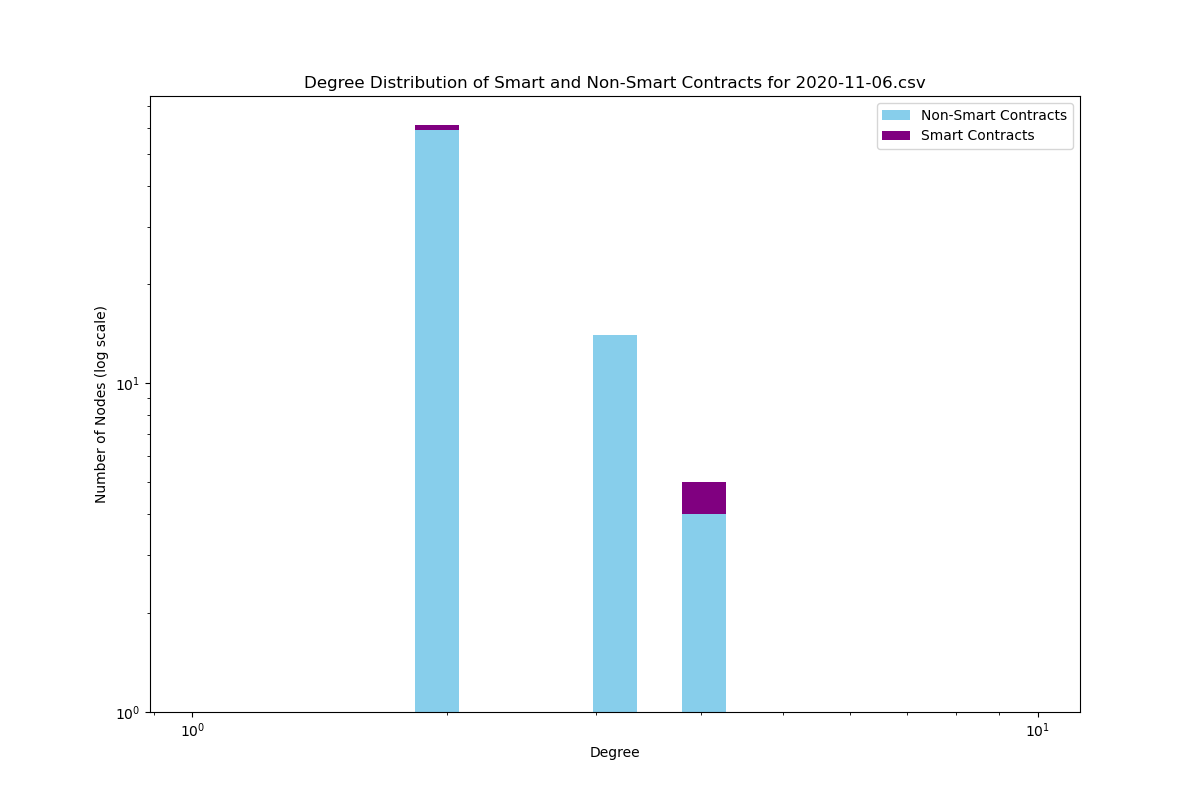 Degree Distribution of Smart and Non-Smart Contracts for 2020-11-06.csv
Non-Smart Contracts
Smart Contracts
Number of Nodes (log scale)
10¹
10⁰
10⁰ 10¹
Degree